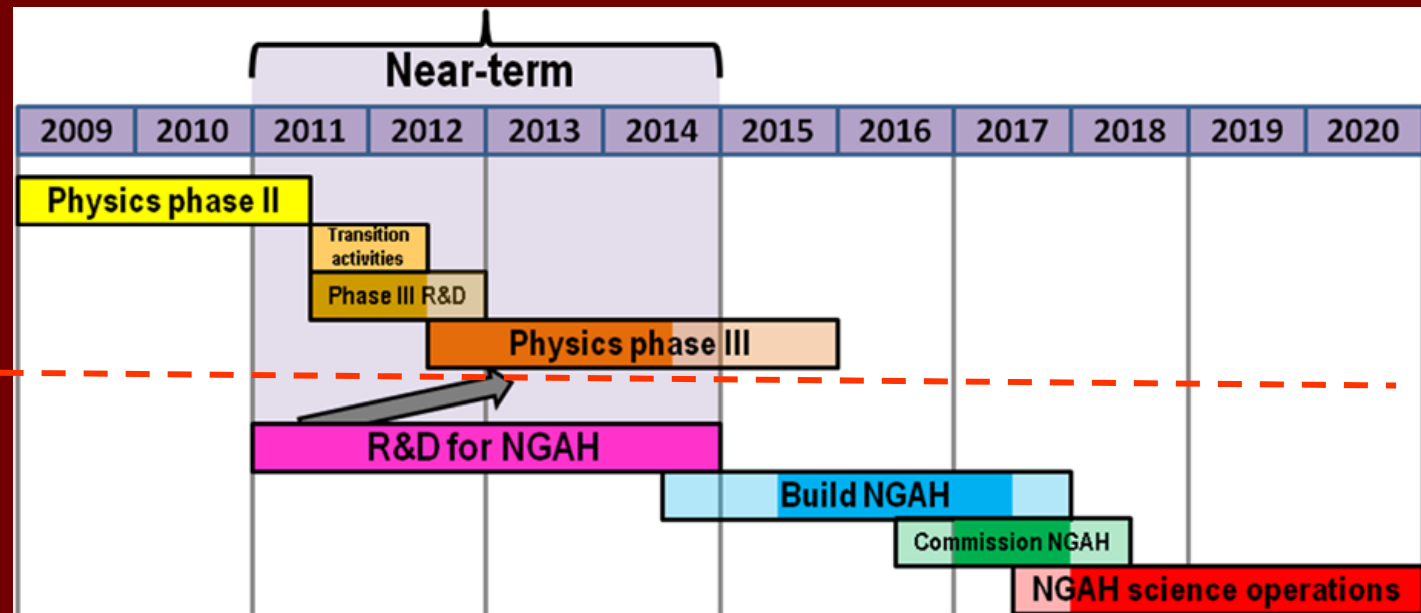 Near-term
2009 2010 2011 2012 2013 2014 2015 2016 2017 2018 2019 2020
Physics phase II
Transition
activities
Phase III R&D
Physics phase III
R&D for NGAH
Build NGAH
Commission NGAH
NGAH science operations